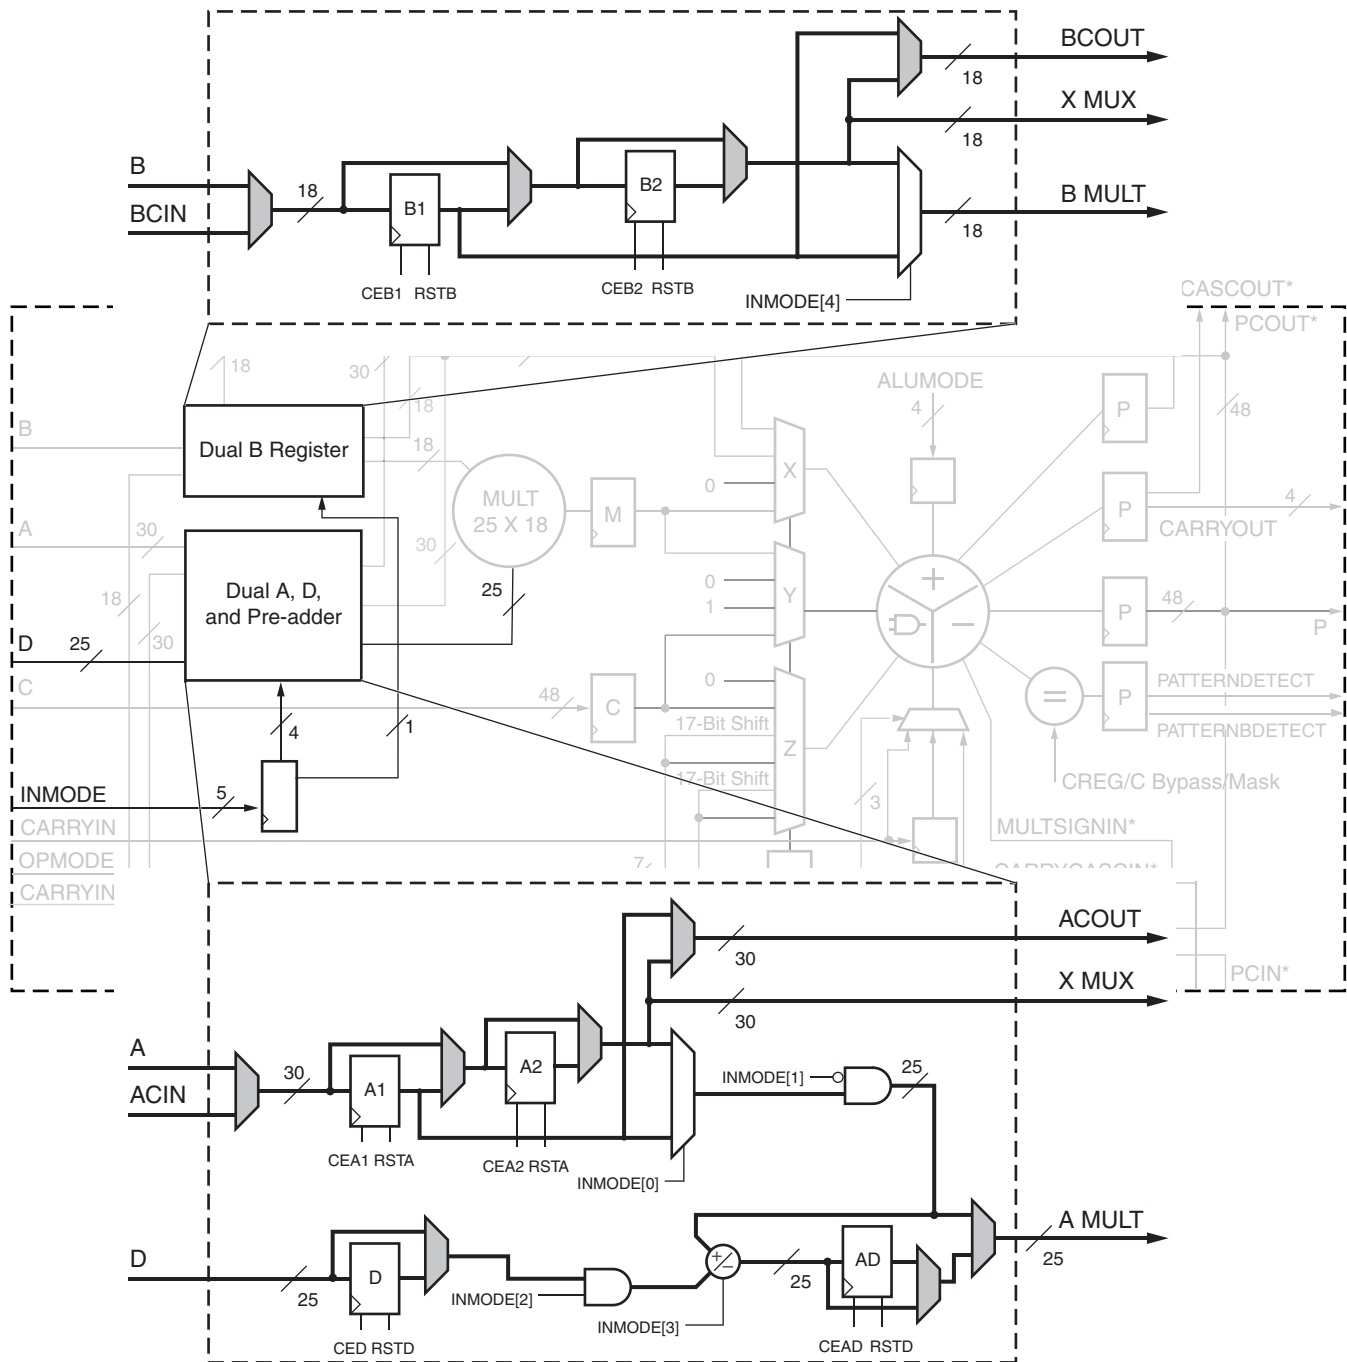 BCOUT
18
X MUX
18
B
18
BCIN
B1
B2
B MULT
18
CEB1 RSTB
CEB2 RSTB
INMODE[4]
CASCOUT*
PCOUT*
18
30
18
ALUMODE
4
P
48
B
Dual B Register
18
MULT
25 X 18
0
X
M
P
4
CARRYOUT
A
30
30
Dual A, D,
and Pre-adder
25
18
30
0
1
Y
P
48
P
D
25
C
48
C
0
17-Bit Shift
Z
17-Bit Shift
=
P
PATTERNDETECT
PATTERNBDETECT
CREG/C Bypass/Mask
4
1
INMODE
5
3
CARRYIN
MULTSIGNIN*
OPMODE
7
CARRYCASCIN*
CARRYIN
ACOUT
30
X MUX
30
PCIN*
A
30
ACIN
A1
A2
INMODE[1]
25
CEA1 RSTA
CEA2 RSTA
INMODE[0]
A MULT
25
D
25
D
INMODE[2]
INMODE[3]
+/−
25
AD
CED RSTD
CEAD RSTD